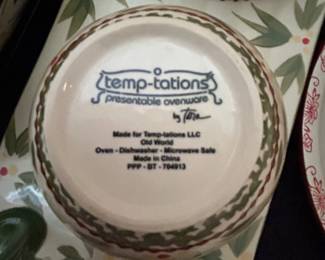 temp-tations
presentable ovenware
by Tara
Made for Temp-tations LLC
Old World
Oven - Dishwasher - Microwave Safe
Made in China
PPP - BT - 764913